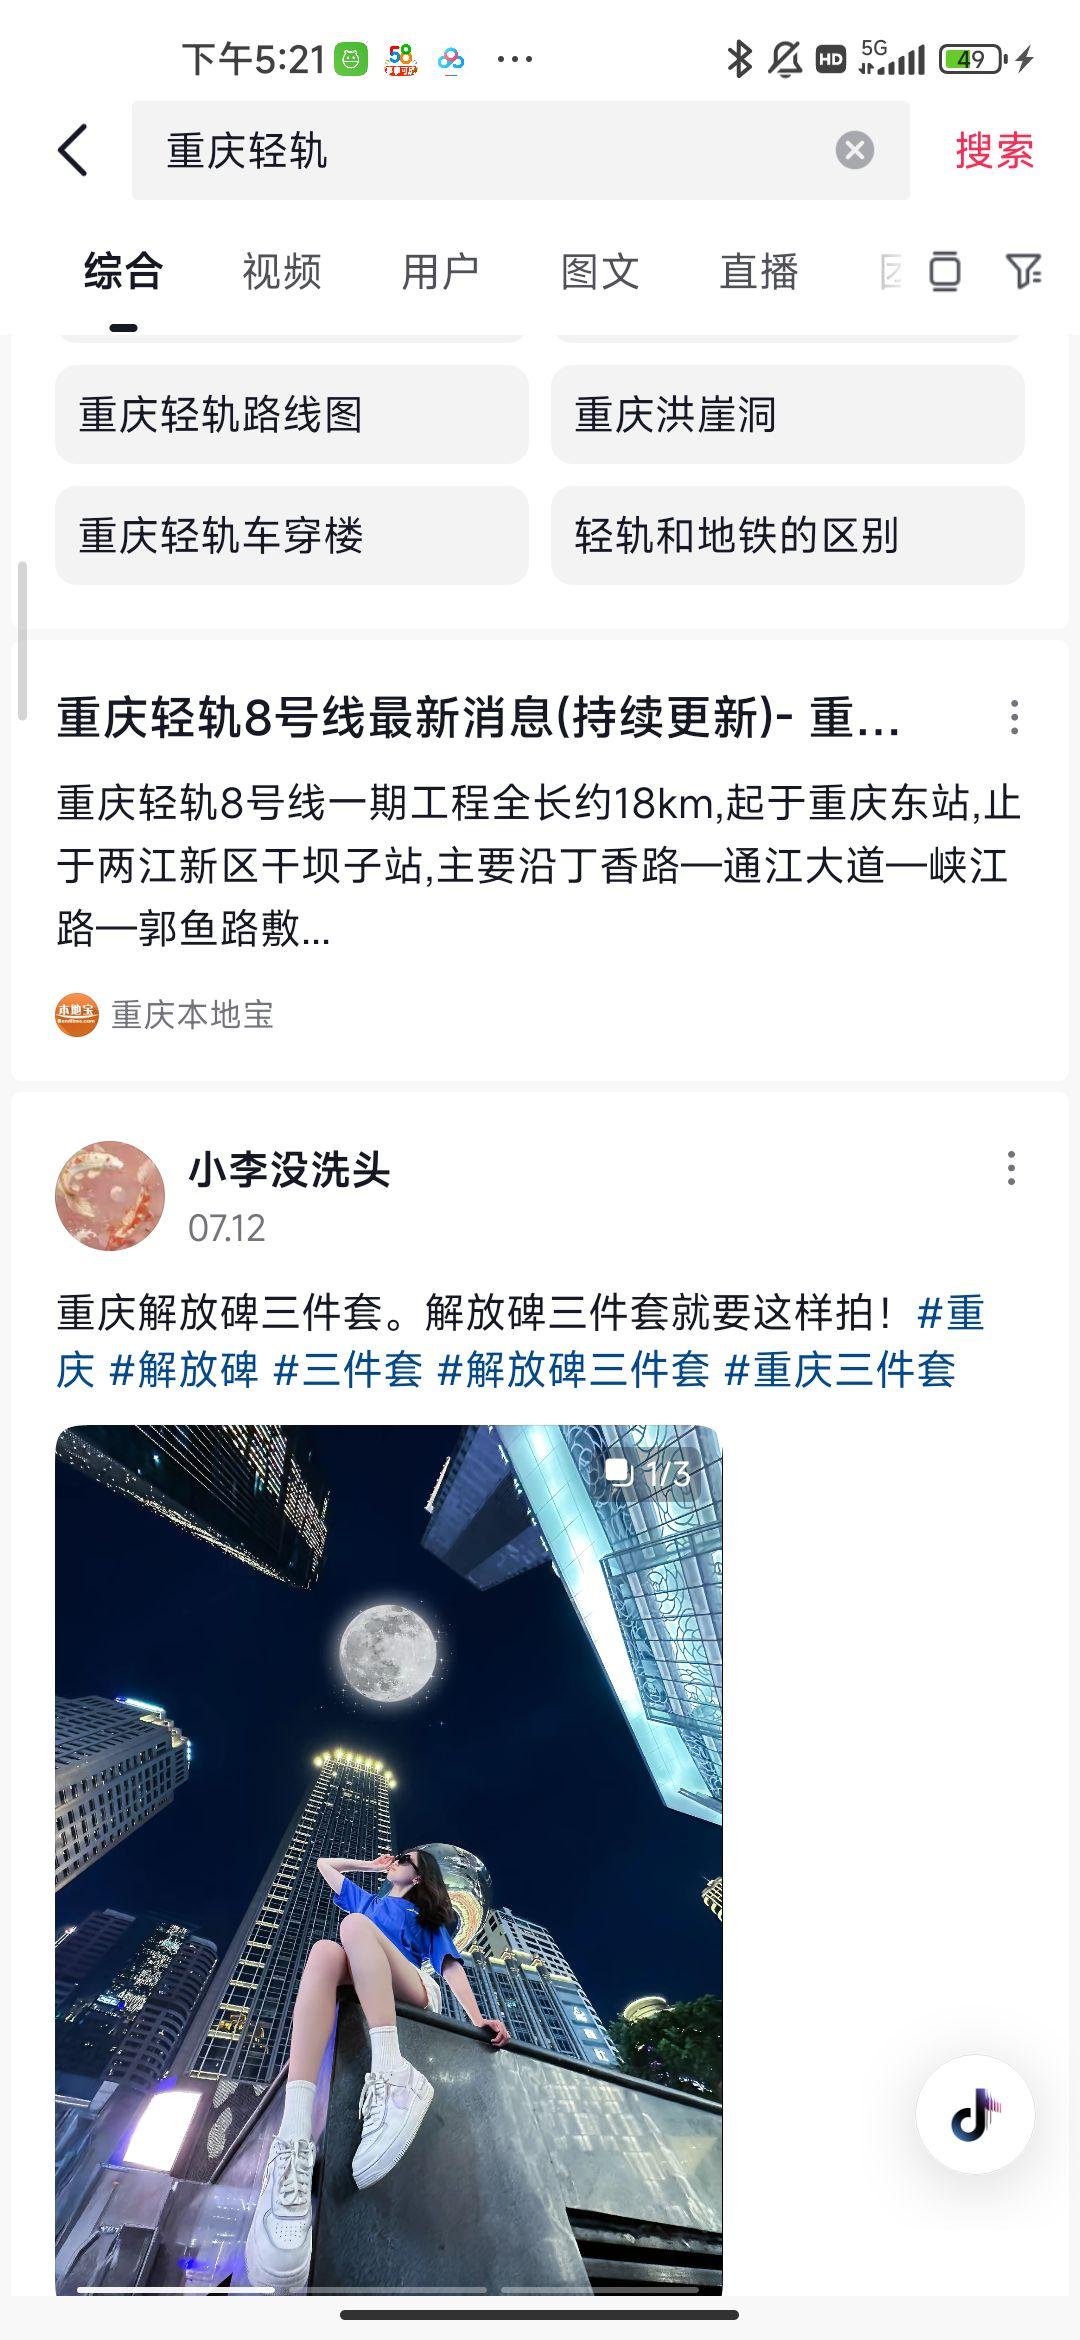 下午5:21
58
HD 5G 49
重庆轻轨
搜索
综合 视频 用户 图文 直播
重庆轻轨路线图
重庆洪崖洞
重庆轻轨车穿楼
轻轨和地铁的区别
重庆轻轨8号线最新消息(持续更新)- 重...
重庆轻轨8号线一期工程全长约18km,起于重庆东站,止
于两江新区干坝子站,主要沿丁香路—通江大道—峡江
路—郭鱼路敷...
本地宝
重庆本地宝
小李没洗头
07.12
重庆解放碑三件套。解放碑三件套就要这样拍！#重
庆 #解放碑 #三件套 #解放碑三件套 #重庆三件套
1/3